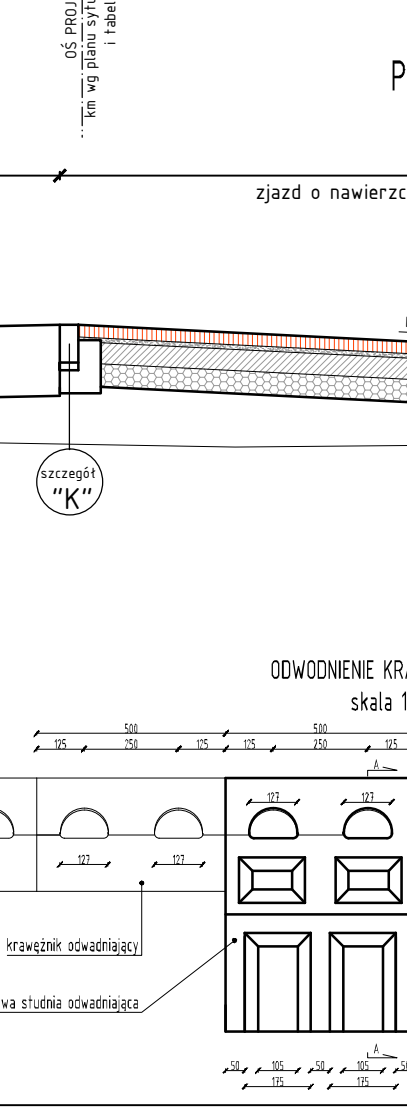 OŚ PROJ
km wg planu sytu
i tabel
P
zjazd o nawierzc
szczegół
"K"
ODWODNIENIE KRA
skala 1
500 500
125 250 125 125 250 125
A
127 127
127 127
krawężnik odwadniający
wa studnia odwadniająca
A
50 105 50 105 50
175 175